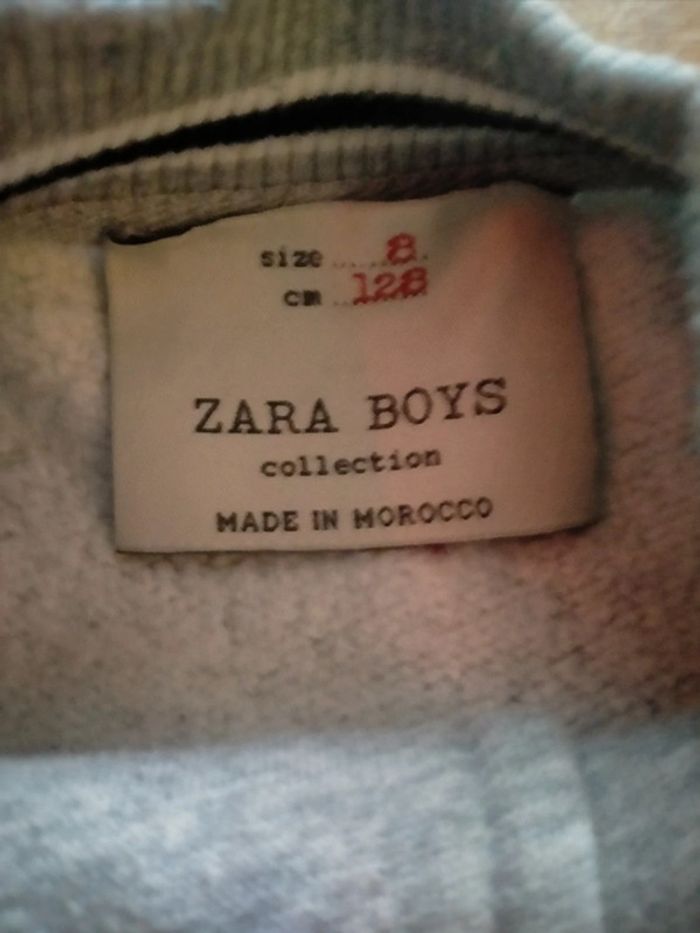 size ......8.
cm ..128
ZARA BOYS
collection
MADE IN MOROCCO